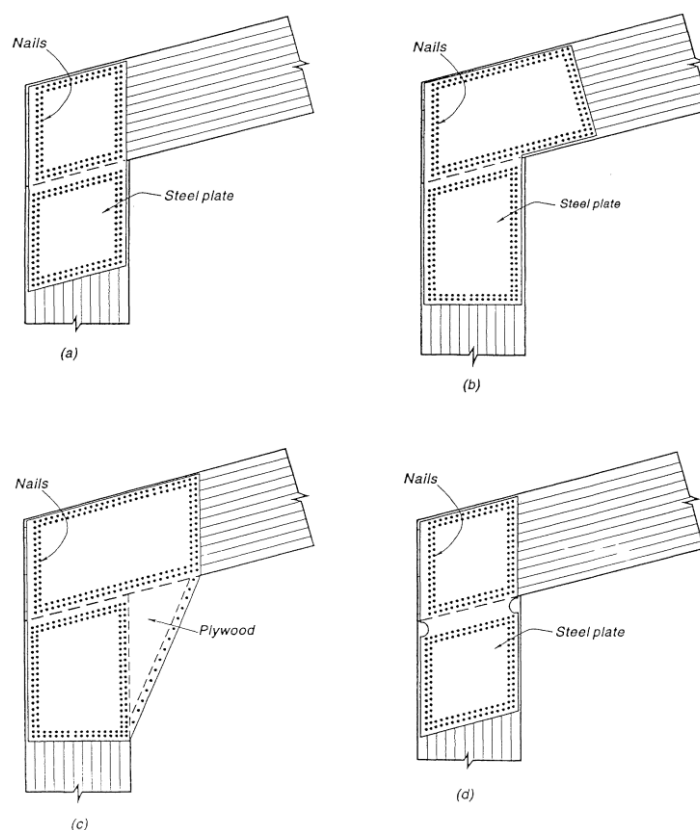 Nails
Steel plate
(a)
Nails
Steel plate
(b)
Nails
Plywood
(c)
Nails
Steel plate
(d)